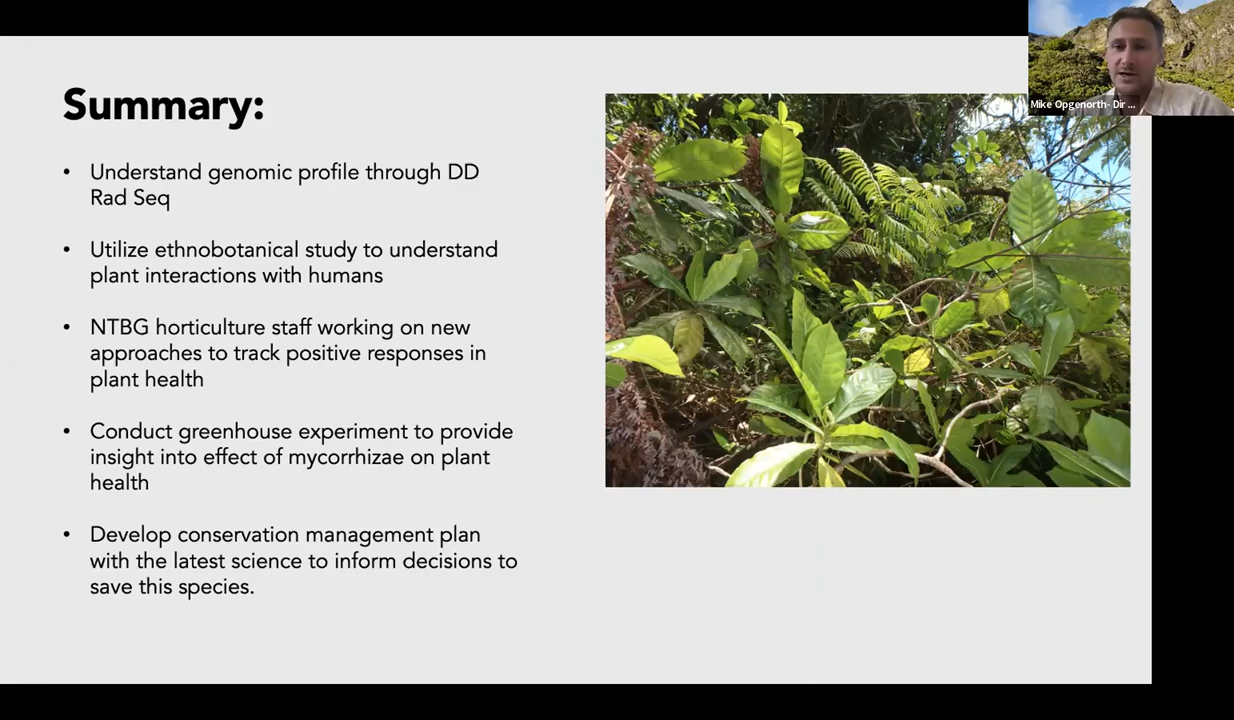 Mike Opgenorth- Dir ...
Summary:
• Understand genomic profile through DD
Rad Seq
• Utilize ethnobotanical study to understand
plant interactions with humans
• NTBG horticulture staff working on new
approaches to track positive responses in
plant health
• Conduct greenhouse experiment to provide
insight into effect of mycorrhizae on plant
health
• Develop conservation management plan
with the latest science to inform decisions to
save this species.